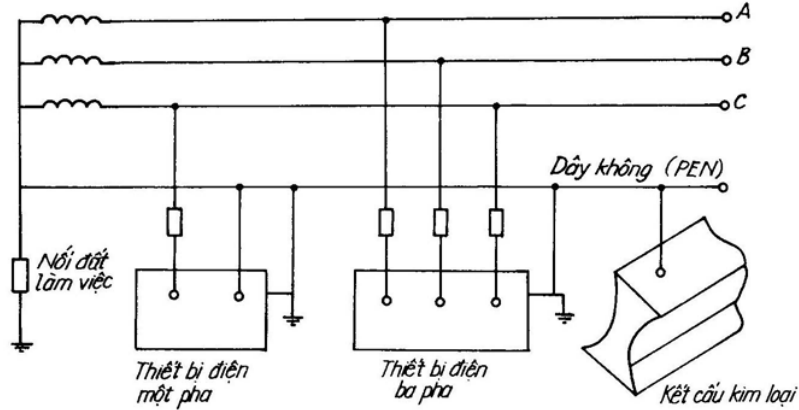 A
B
C
Dây không (PEN)
Nối đất
làm việc
Thiết bị điện
một pha
Thiết bị điện
ba pha
Kết cấu kim loại